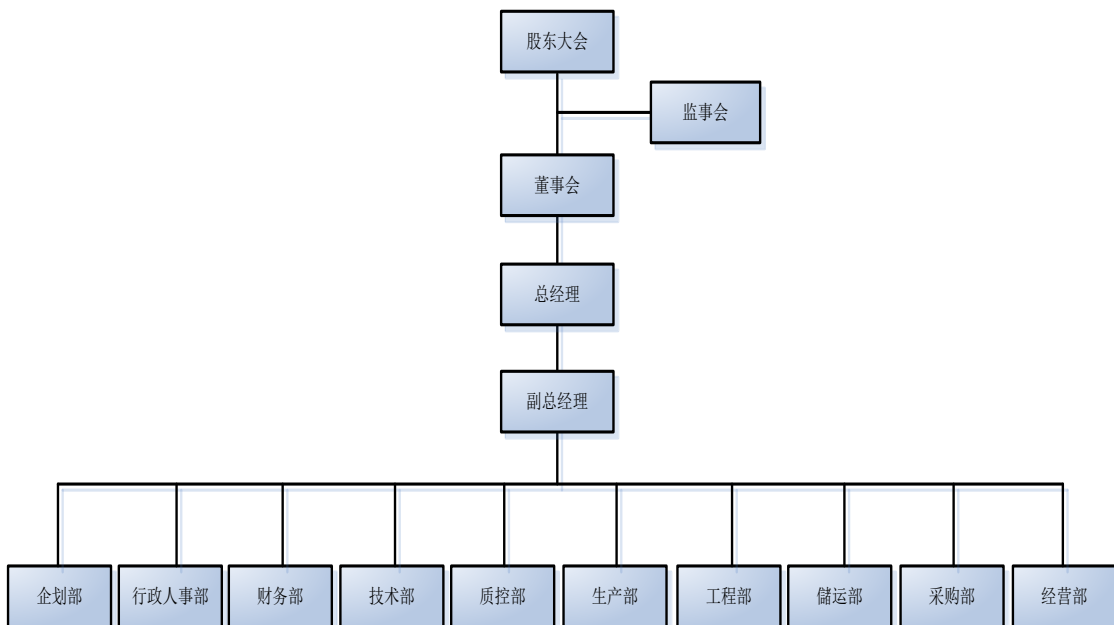 股东大会
监事会
董事会
总经理
副总经理
企划部
行政人事部
财务部
技术部
质控部
生产部
工程部
储运部
采购部
经营部